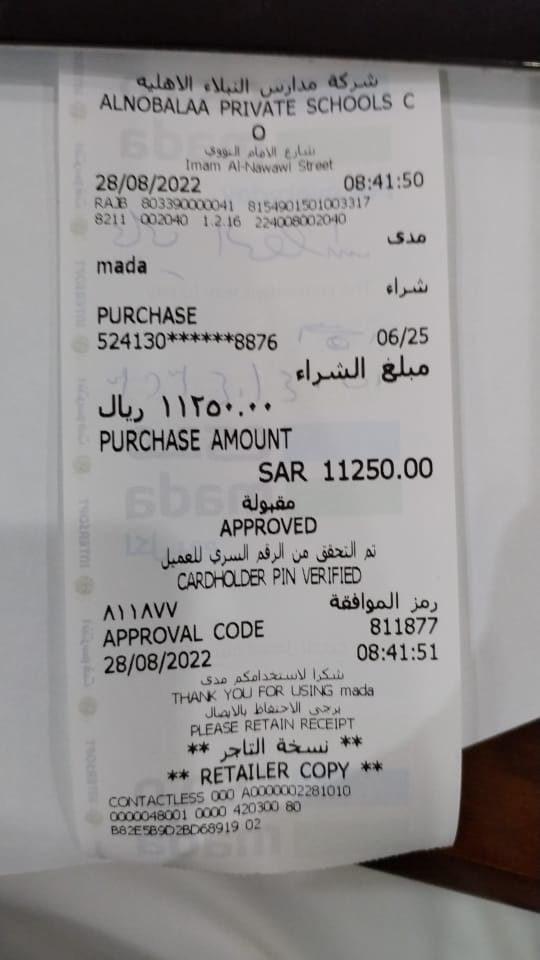 شركة مدارس النبلاء الاهليه
ALNOBALAA PRIVATE SCHOOLS C
O
شارع الامام النووي
Imam Al-Nawawi Street
28/08/2022 08:41:50
RAJB 803390000041 8154901501003317
8211 002040 1.2.16 224008002040
مدى
mada
شراء
PURCHASE
524130******8876 06/25
مبلغ الشراء
١١٢٥٠.٠٠ ريال
PURCHASE AMOUNT
SAR 11250.00
مقبولة
APPROVED
تم التحقق من الرقم السري للعميل
CARDHOLDER PIN VERIFIED
رمز الموافقة ٨١١٨٧٧
APPROVAL CODE 811877
28/08/2022 08:41:51
شكرا لاستخدامكم مدى
THANK YOU FOR USING mada
يرجى الاحتفاظ بالايصال
PLEASE RETAIN RECEIPT
** نسخة التاجر **
** RETAILER COPY **
CONTACTLESS 000 A0000002281010
0000048001 0000 420300 80
B82E5B9D2BD68919 02